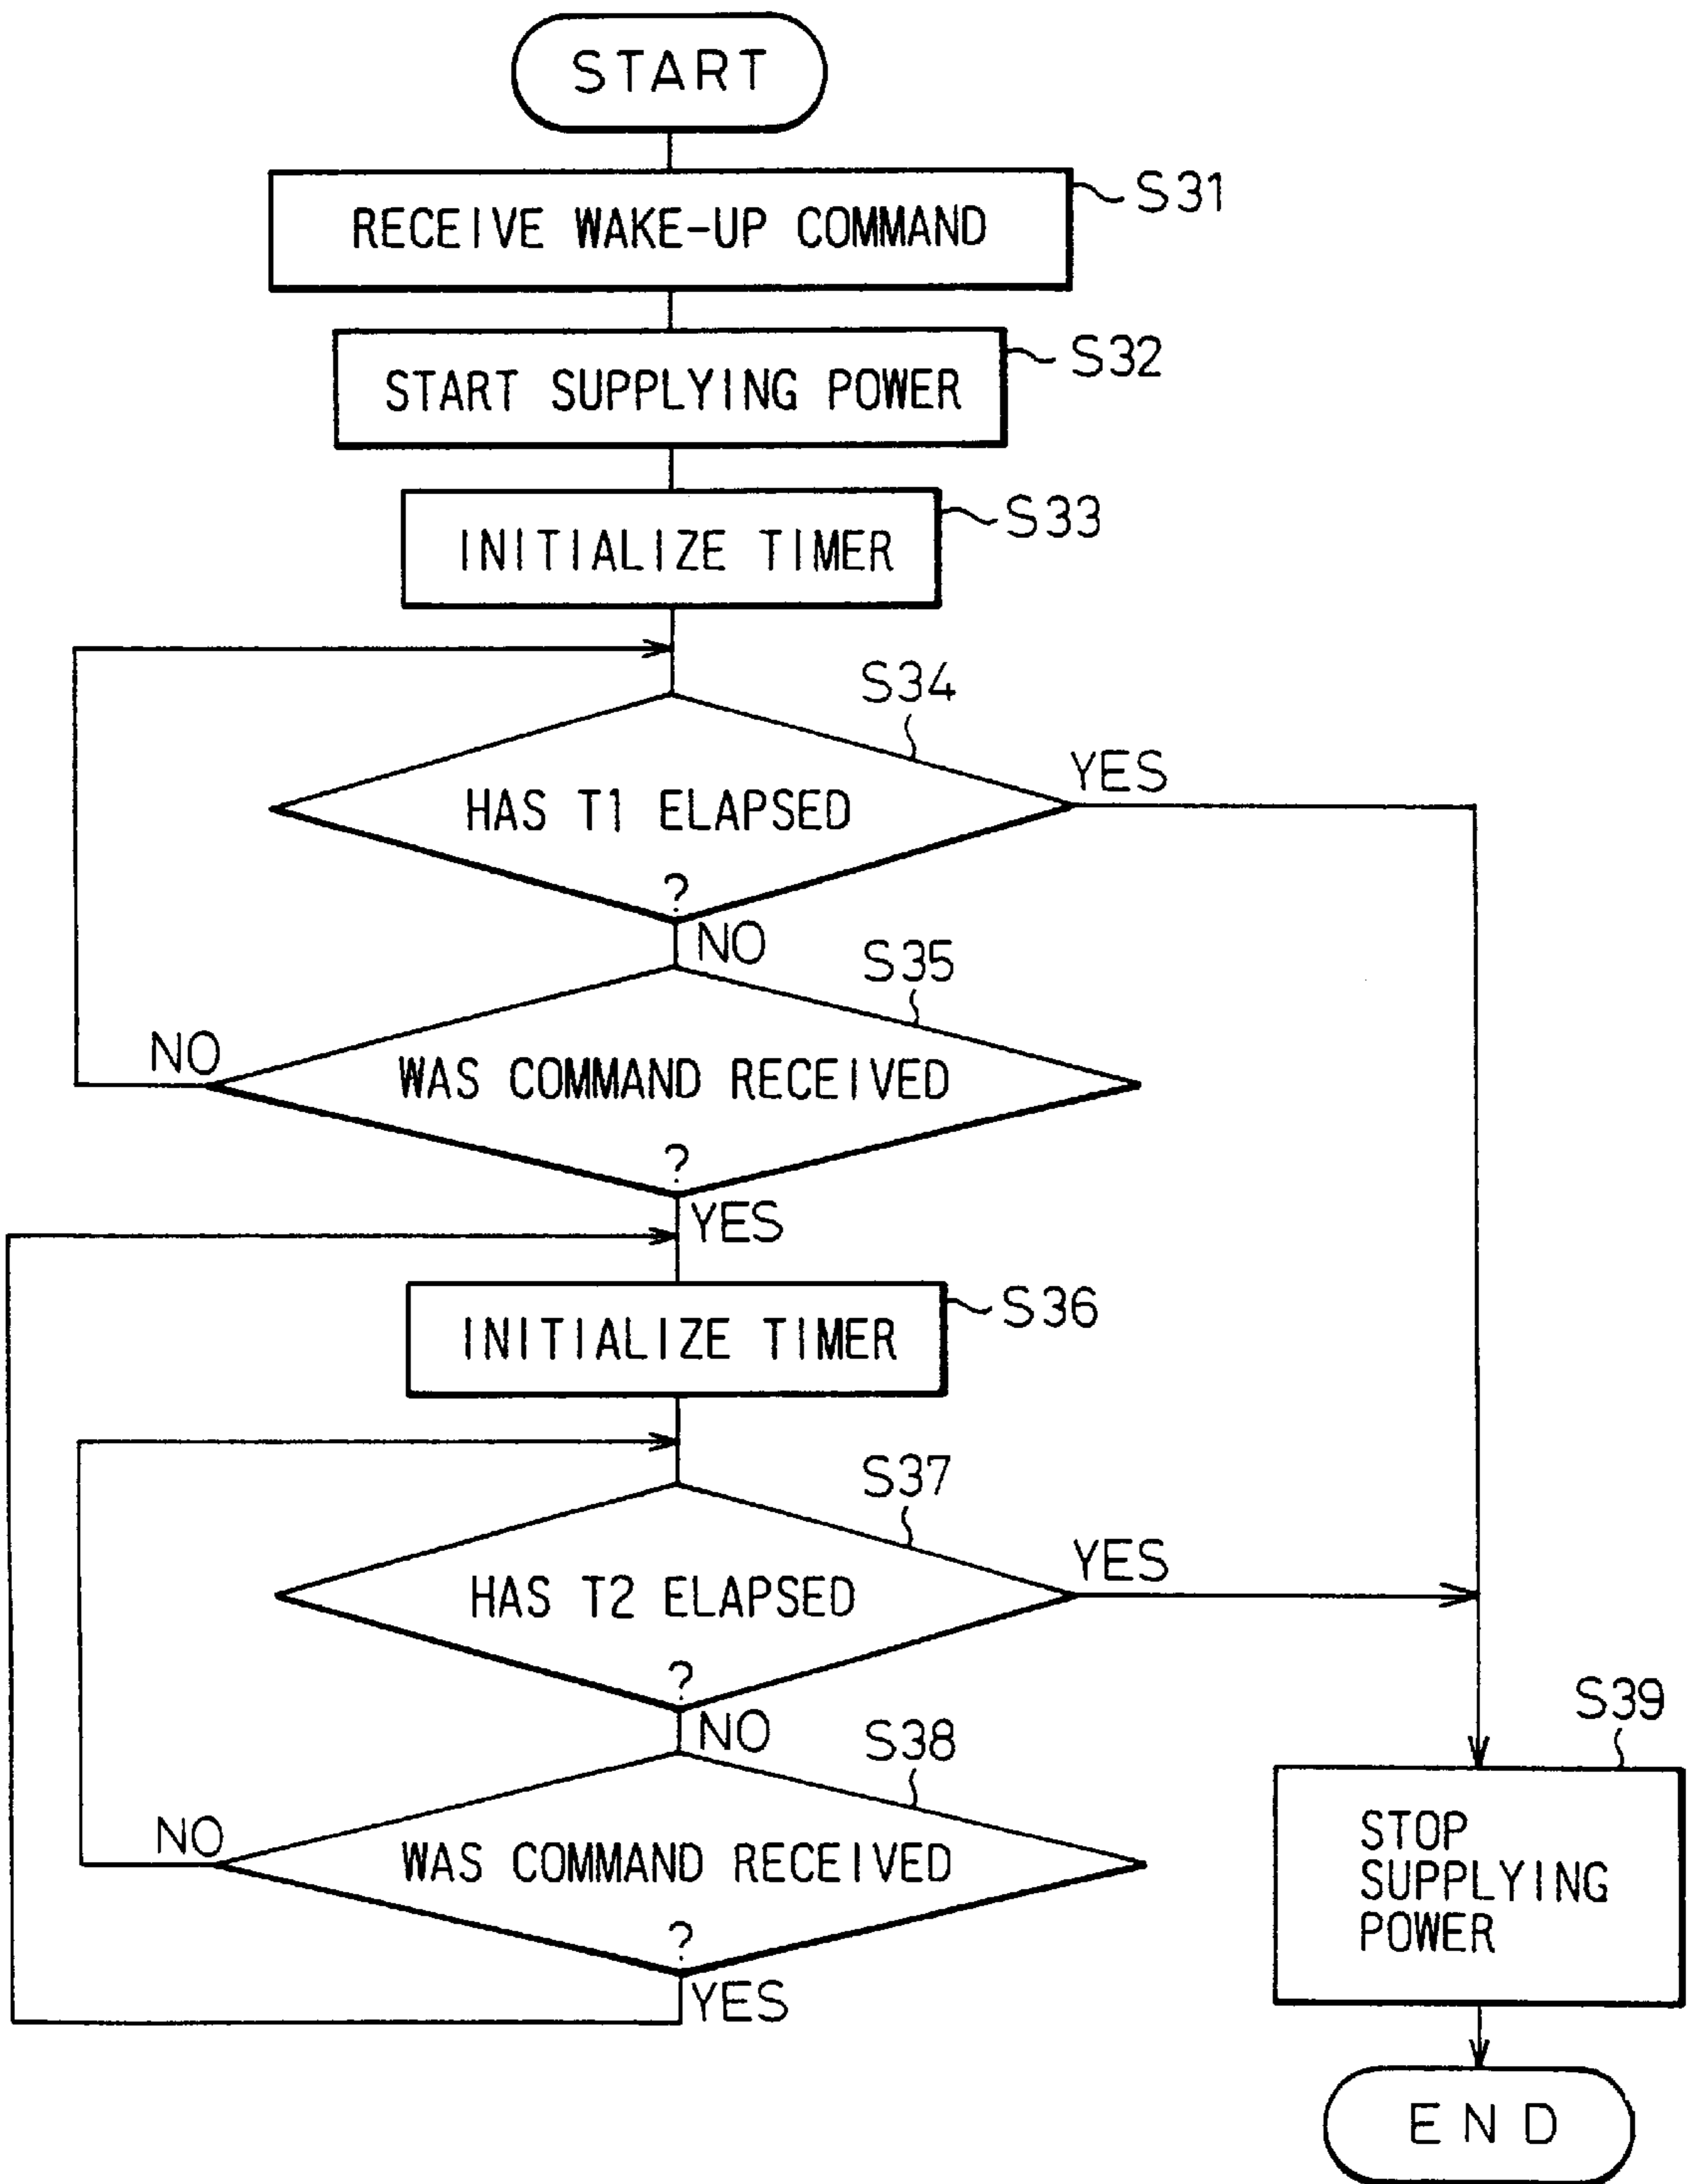 START
RECEIVE WAKE-UP COMMAND
S31
START SUPPLYING POWER
S32
INITIALIZE TIMER
S33
S34
HAS T1 ELAPSED
?
YES
NO
S35
WAS COMMAND RECEIVED
?
NO
YES
INITIALIZE TIMER
S36
S37
HAS T2 ELAPSED
?
YES
NO
S38
WAS COMMAND RECEIVED
?
NO
YES
S39
STOP
SUPPLYING
POWER
END